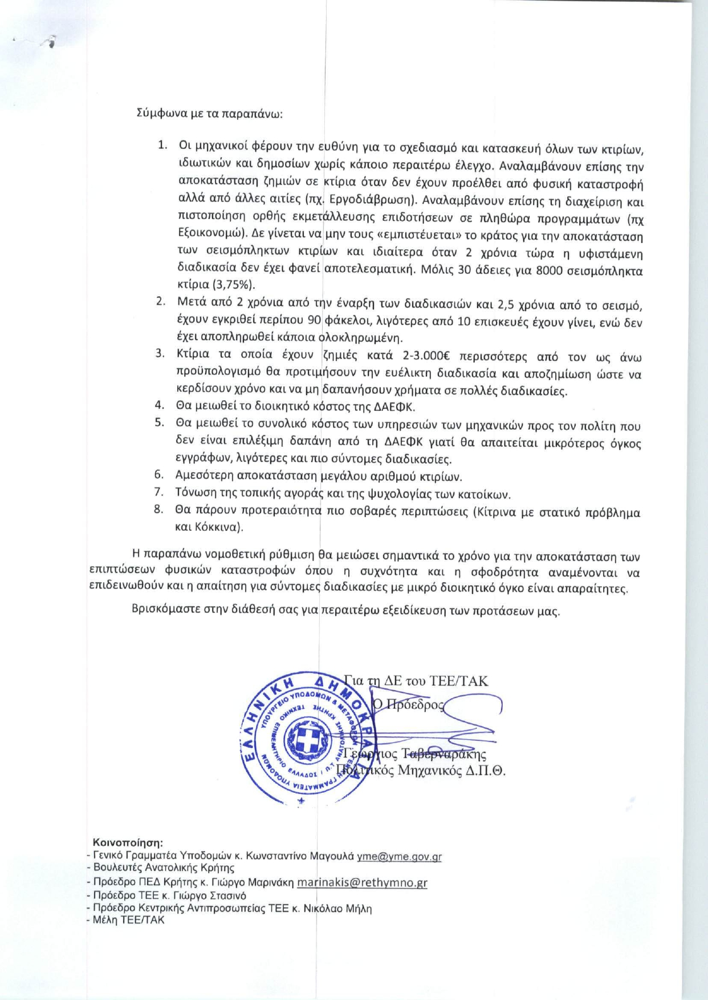 Σύμφωνα με τα παραπάνω:
1. Οι μηχανικοί φέρουν την ευθύνη για το σχεδιασμό και κατασκευή όλων των κτιρίων,
ιδιωτικών και δημοσίων χωρίς κάποιο περαιτέρω έλεγχο. Αναλαμβάνουν επίσης την
αποκατάσταση ζημιών σε κτίρια όταν δεν έχουν προέλθει από φυσική καταστροφή
αλλά από άλλες αιτίες (πχ. Εργοδιάβρωση). Αναλαμβάνουν επίσης τη διαχείριση και
πιστοποίηση ορθής εκμετάλλευσης επιδοτήσεων σε πληθώρα προγραμμάτων (πχ
Εξοικονομώ). Δε γίνεται να μην τους «εμπιστεύεται» το κράτος για την αποκατάσταση
των σεισμόπληκτων κτιρίων και ιδιαίτερα όταν 2 χρόνια τώρα η υφιστάμενη
διαδικασία δεν έχει φανεί αποτελεσματική. Μόλις 30 άδειες για 8000 σεισμόπληκτα
κτίρια (3,75%).
2. Μετά από 2 χρόνια από την έναρξη των διαδικασιών και 2,5 χρόνια από το σεισμό,
έχουν εγκριθεί περίπου 90 φάκελοι, λιγότερες από 10 επισκευές έχουν γίνει, ενώ δεν
έχει αποπληρωθεί κάποια ολοκληρωμένη.
3. Κτίρια τα οποία έχουν ζημιές κατά 2-3.000€ περισσότερς από τον ως άνω
προϋπολογισμό θα προτιμήσουν την ευέλικτη διαδικασία και αποζημίωση ώστε να
κερδίσουν χρόνο και να μη δαπανήσουν χρήματα σε πολλές διαδικασίες.
4. Θα μειωθεί το διοικητικό κόστος της ΔΑΕΦΚ.
5. Θα μειωθεί το συνολικό κόστος των υπηρεσιών των μηχανικών προς τον πολίτη που
δεν είναι επιλέξιμη δαπάνη από τη ΔΑΕΦΚ γιατί θα απαιτείται μικρότερος όγκος
εγγράφων, λιγότερες και πιο σύντομες διαδικασίες.
6. Αμεσότερη αποκατάσταση μεγάλου αριθμού κτιρίων.
7. Τόνωση της τοπικής αγοράς και της ψυχολογίας των κατοίκων.
8. Θα πάρουν προτεραιότητα πιο σοβαρές περιπτώσεις (Κίτρινα με στατικό πρόβλημα
και Κόκκινα).
Η παραπάνω νομοθετική ρύθμιση θα μειώσει σημαντικά το χρόνο για την αποκατάσταση των
επιπτώσεων φυσικών καταστροφών όπου η συχνότητα και η σφοδρότητα αναμένονται να
επιδεινωθούν και η απαίτηση για σύντομες διαδικασίες με μικρό διοικητικό όγκο είναι απαραίτητες.
Βρισκόμαστε στην διάθεσή σας για περαιτέρω εξειδίκευση των προτάσεων μας.
Για τη ΔΕ του ΤΕΕ/ΤΑΚ
Ο Πρόεδρος
Γεώργιος Ταβερναράκης
Πολιτικός Μηχανικός Δ.Π.Θ.
ΕΛΛΗΝΙΚΗ ΔΗΜΟΚΡΑΤΙΑ
ΥΠΟΥΡΓΕΙΟ ΥΠΟΔΟΜΩΝ & ΜΕΤΑΦΟΡΩΝ
ΓΕΝΙΚΗ ΓΡΑΜΜΑΤΕΙΑ ΥΠΟΔΟΜΩΝ
ΤΕΧΝΙΚΟ ΕΠΙΜΕΛΗΤΗΡΙΟ ΕΛΛΑΔΟΣ Π.Τ ΑΝΑΤΟΛΙΚΗΣ ΚΡΗΤΗΣ
Κοινοποίηση:
- Γενικό Γραμματέα Υποδομών κ. Κωνσταντίνο Μαγουλά yme@yme.gov.gr
- Βουλευτές Ανατολικής Κρήτης
- Πρόεδρο ΠΕΔ Κρήτης κ. Γιώργο Μαρινάκη marinakis@rethymno.gr
- Πρόεδρο ΤΕΕ κ. Γιώργο Στασινό
- Πρόεδρο Κεντρικής Αντιπροσωπείας ΤΕΕ κ. Νικόλαο Μήλη
- Μέλη ΤΕΕ/ΤΑΚ